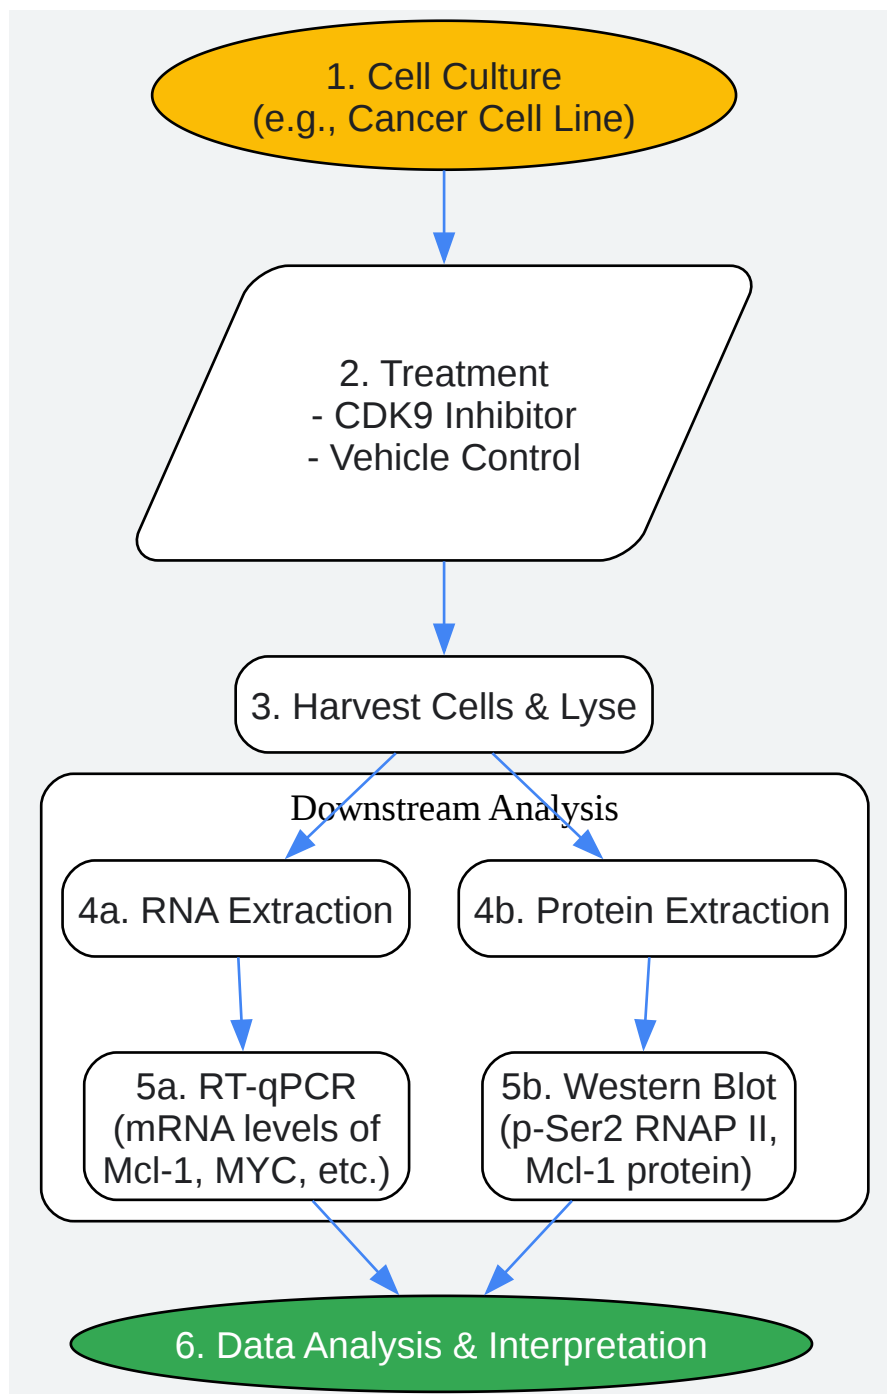 1. Cell Culture
(e.g., Cancer Cell Line)
2. Treatment
- CDK9 Inhibitor
- Vehicle Control
3. Harvest Cells & Lyse
Downstream Analysis
4a. RNA Extraction
4b. Protein Extraction
5a. RT-qPCR
(mRNA levels of
Mcl-1, MYC, etc.)
5b. Western Blot
(p-Ser2 RNAP II,
Mcl-1 protein)
6. Data Analysis & Interpretation